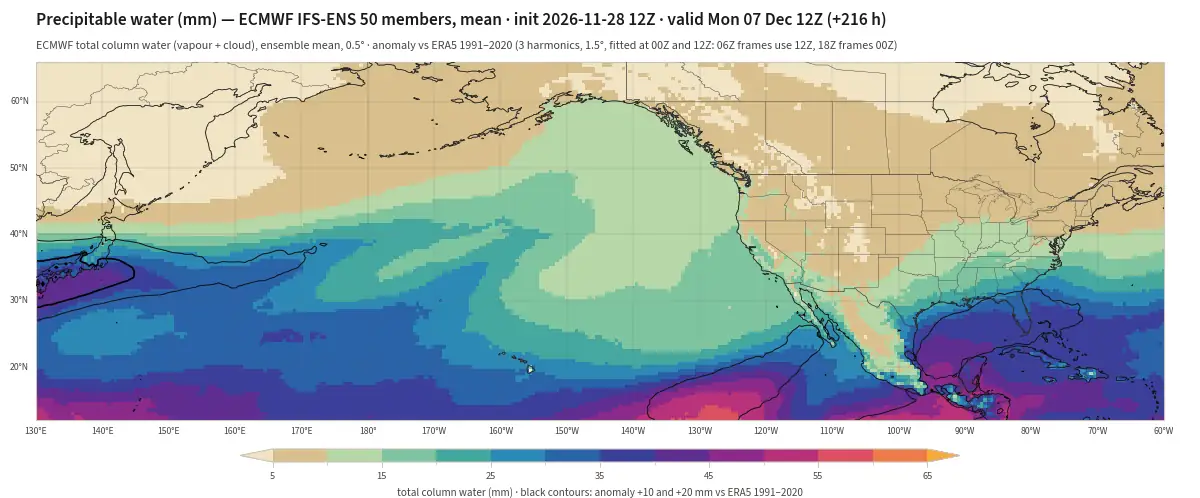 Precipitable water (mm) — ECMWF IFS-ENS 50 members, mean · init 2026-11-28 12Z · valid Mon 07 Dec 12Z (+216 h)
ECMWF total column water (vapour + cloud), ensemble mean, 0.5° · anomaly vs ERA5 1991–2020 (3 harmonics, 1.5°, fitted at 00Z and 12Z: 06Z frames use 12Z, 18Z frames 00Z)
60°N
50°N
40°N
30°N
20°N
130°E 140°E 150°E 160°E 170°E 180° 170°W 160°W 150°W 140°W 130°W 120°W 110°W 100°W 90°W 80°W 70°W 60°W
5 15 25 35 45 55 65
total column water (mm) · black contours: anomaly +10 and +20 mm vs ERA5 1991–2020